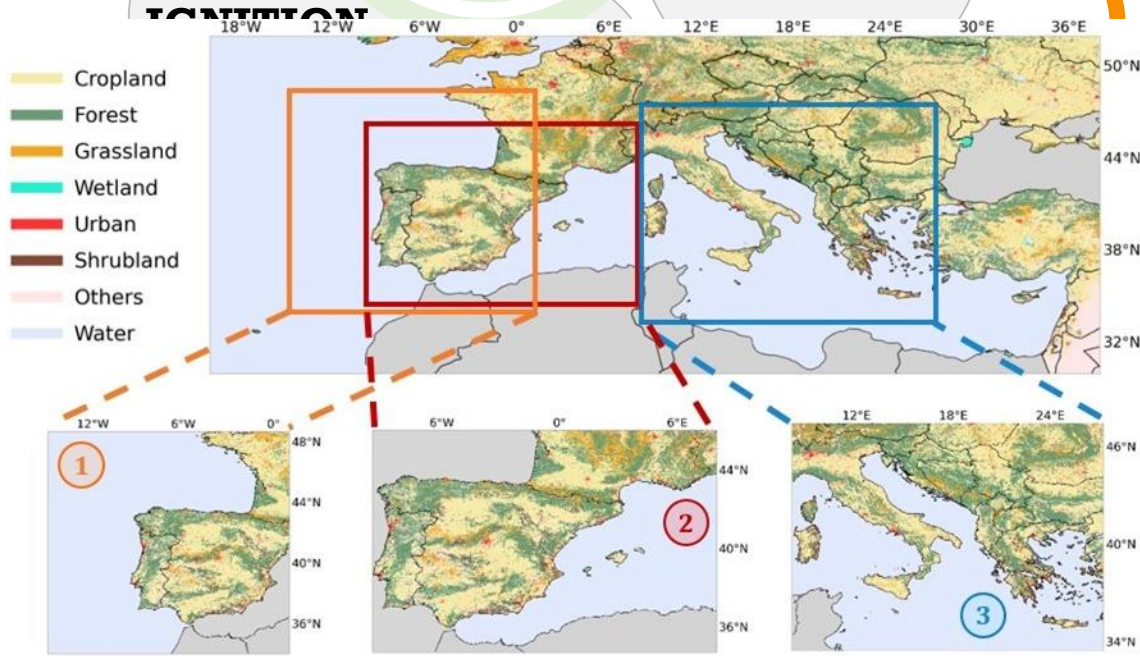 IGNITION
18°W 12°W 6°W 0° 6°E 12°E 18°E 24°E 30°E 36°E
50°N
44°N
38°N
32°N
Cropland
Forest
Grassland
Wetland
Urban
Shrubland
Others
Water
12°W 6°W 0°
48°N
44°N
40°N
36°N
1
6°W 0° 6°E
44°N
40°N
36°N
2
12°E 18°E 24°E
46°N
40°N
34°N
3